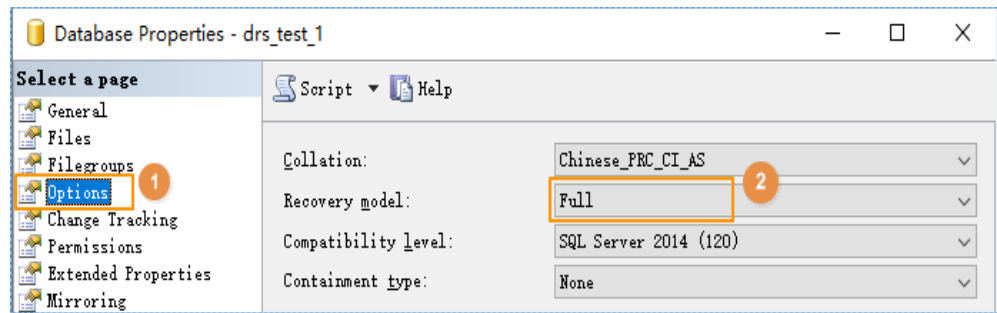 Database Properties - drs_test_1
Select a page
Script Help
General
Files
Filegroups
Options
1
Change Tracking
Permissions
Extended Properties
Mirroring
Collation: Chinese_PRC_CI_AS
Recovery model: Full
2
Compatibility level: SQL Server 2014 (120)
Containment type: None